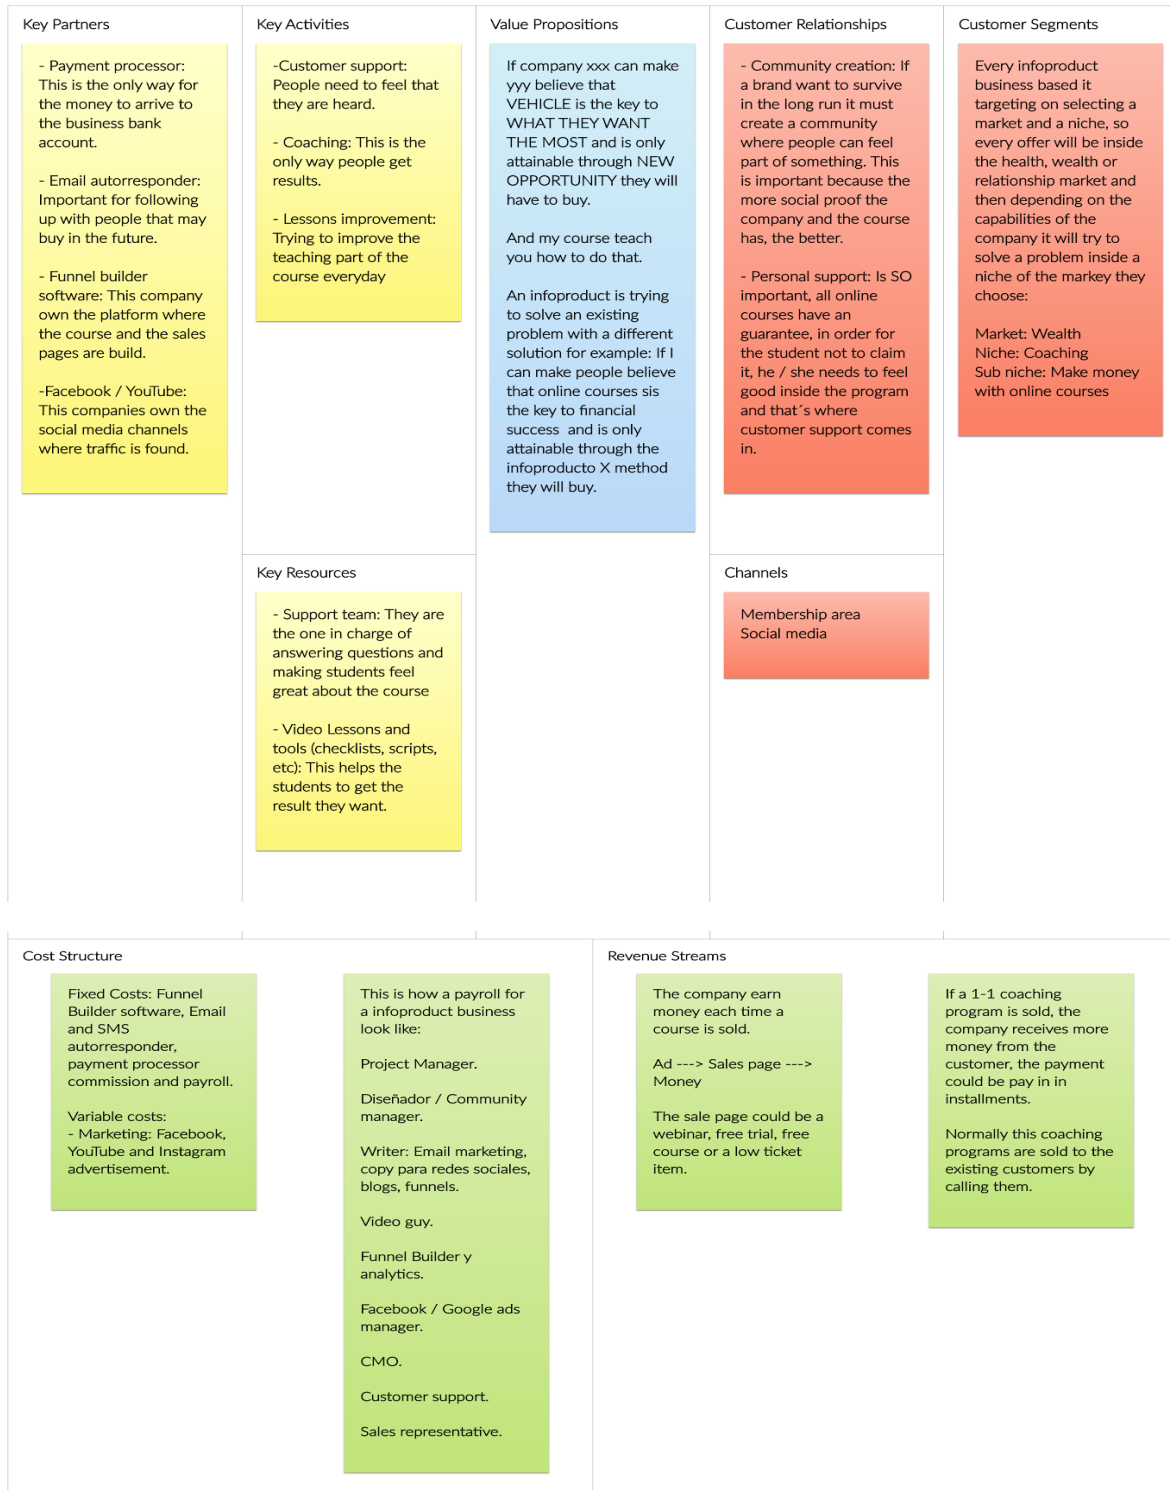 Key Partners
- Payment processor:
This is the only way for
the money to arrive to
the business bank
account.
- Email autorresponder:
Important for following
up with people that may
buy in the future.
- Funnel builder
software: This company
own the platform where
the course and the sales
pages are build.
-Facebook / YouTube:
This companies own the
social media channels
where traffic is found.
Key Activities
-Customer support:
People need to feel that
they are heard.
- Coaching: This is the
only way people get
results.
- Lessons improvement:
Trying to improve the
teaching part of the
course everyday
Key Resources
- Support team: They are
the one in charge of
answering questions and
making students feel
great about the course
- Video Lessons and
tools (checklists, scripts,
etc): This helps the
students to get the
result they want.
Value Propositions
If company xxx can make
yyy believe that
VEHICLE is the key to
WHAT THEY WANT
THE MOST and is only
attainable through NEW
OPPORTUNITY they will
have to buy.
And my course teach
you how to do that.
An infoproduct is trying
to solve an existing
problem with a different
solution for example: If I
can make people believe
that online courses sis
the key to financial
success and is only
attainable through the
infoproducto X method
they will buy.
Customer Relationships
- Community creation: If
a brand want to survive
in the long run it must
create a community
where people can feel
part of something. This
is important because the
more social proof the
company and the course
has, the better.
- Personal support: Is SO
important, all online
courses have an
guarantee, in order for
the student not to claim
it, he / she needs to feel
good inside the program
and that´s where
customer support comes
in.
Channels
Membership area
Social media
Customer Segments
Every infoproduct
business based it
targeting on selecting a
market and a niche, so
every offer will be inside
the health, wealth or
relationship market and
then depending on the
capabilities of the
company it will try to
solve a problem inside a
niche of the markey they
choose:
Market: Wealth
Niche: Coaching
Sub niche: Make money
with online courses
Cost Structure
Fixed Costs: Funnel
Builder software, Email
and SMS
autorresponder,
payment processor
commission and payroll.
Variable costs:
- Marketing: Facebook,
YouTube and Instagram
advertisement.
This is how a payroll for
a infoproduct business
look like:
Project Manager.
Diseñador / Community
manager.
Writer: Email marketing,
copy para redes sociales,
blogs, funnels.
Video guy.
Funnel Builder y
analytics.
Facebook / Google ads
manager.
CMO.
Customer support.
Sales representative.
Revenue Streams
The company earn
money each time a
course is sold.
Ad ---> Sales page --->
Money
The sale page could be a
webinar, free trial, free
course or a low ticket
item.
If a 1-1 coaching
program is sold, the
company receives more
money from the
customer, the payment
could be pay in in
installments.
Normally this coaching
programs are sold to the
existing customers by
calling them.